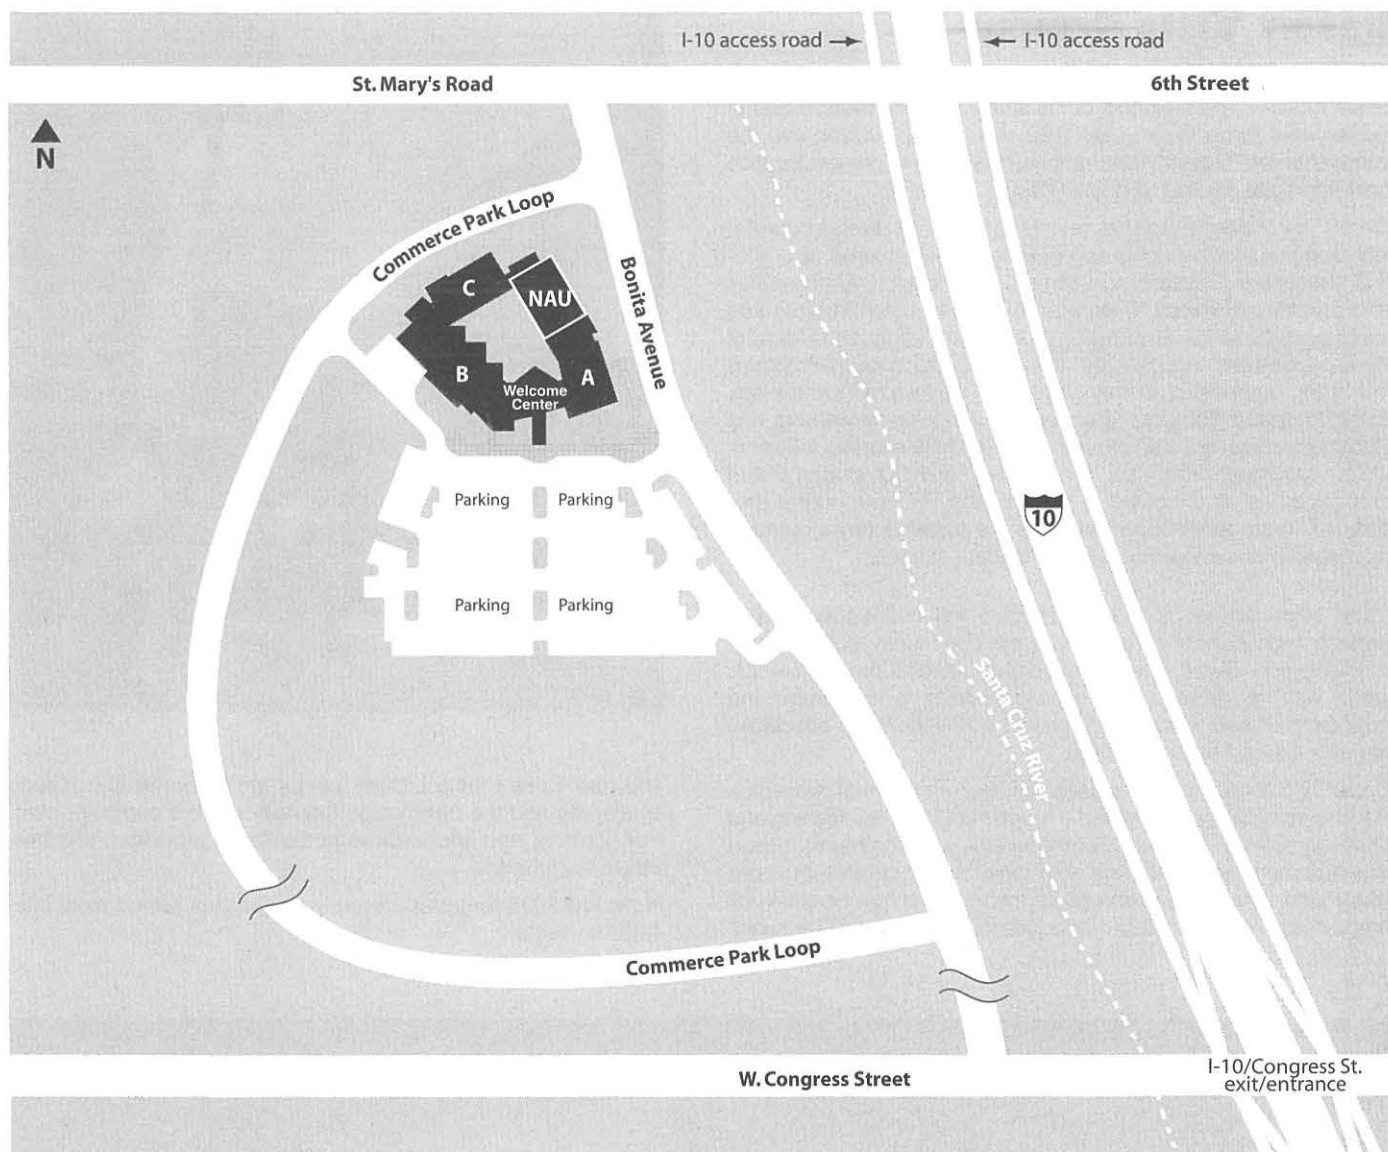 I-10 access road
I-10 access road
St. Mary's Road
6th Street
N
Commerce Park Loop
C
NAU
Bonita Avenue
B
A
Welcome
Center
Parking
Parking
10
Parking
Parking
Santa Cruz River
Commerce Park Loop
W. Congress Street
I-10/Congress St.
exit/entrance